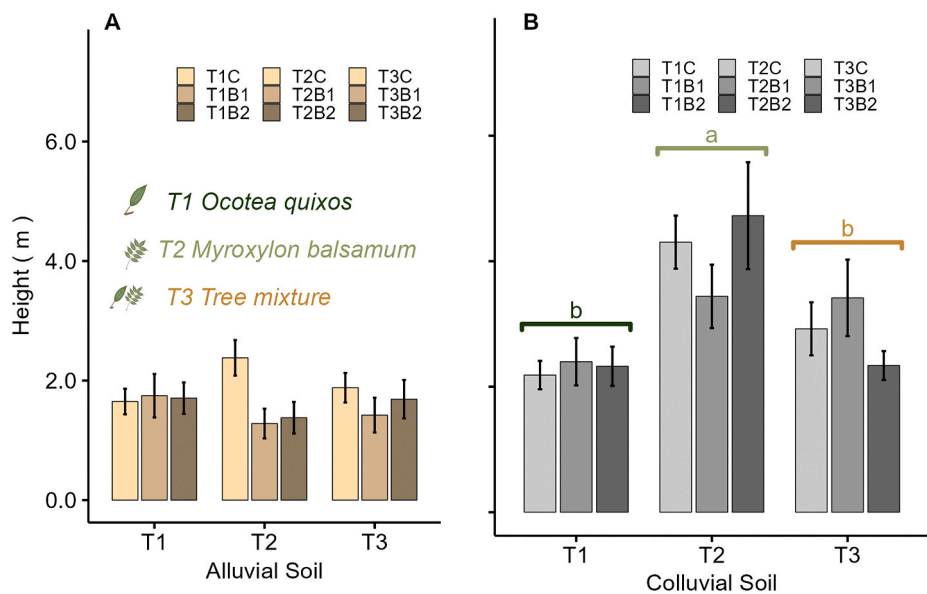 A
T1C T2C T3C
T1B1 T2B1 T3B1
T1B2 T2B2 T3B2
6.0
4.0
2.0
0.0
Height ( m )
T1 Ocotea quixos
T2 Myroxylon balsamum
T3 Tree mixture
T1 T2 T3
Alluvial Soil
B
T1C T2C T3C
T1B1 T2B1 T3B1
T1B2 T2B2 T3B2
a
b
b
T1 T2 T3
Colluvial Soil